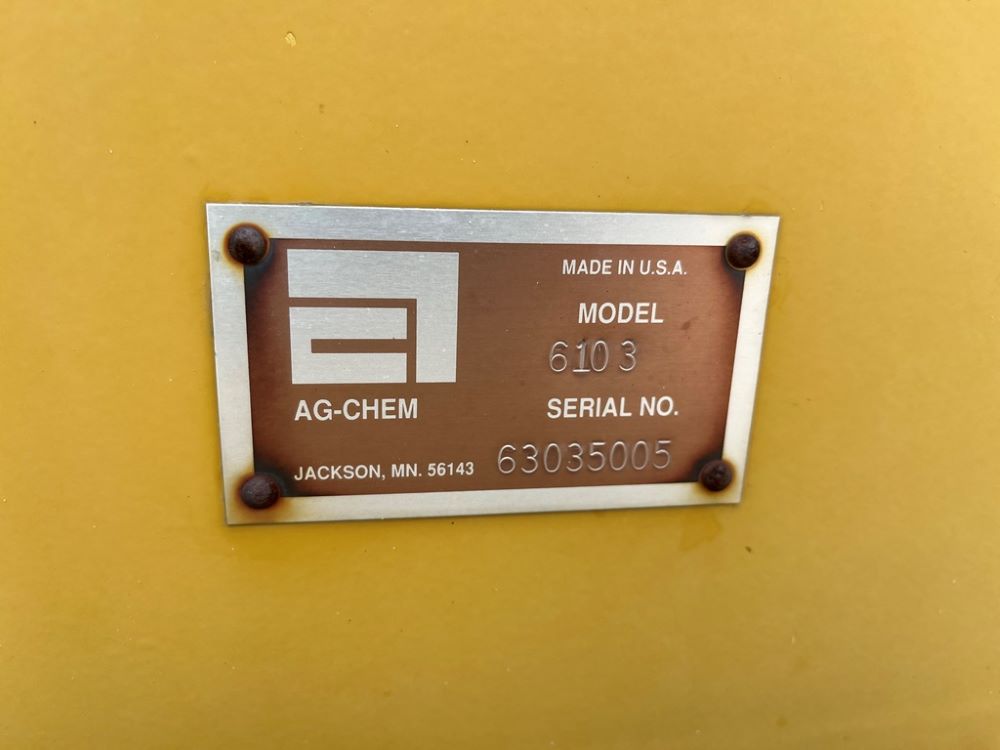 MADE IN U.S.A.
MODEL
6103
AG-CHEM
SERIAL NO.
JACKSON, MN. 56143
63035005